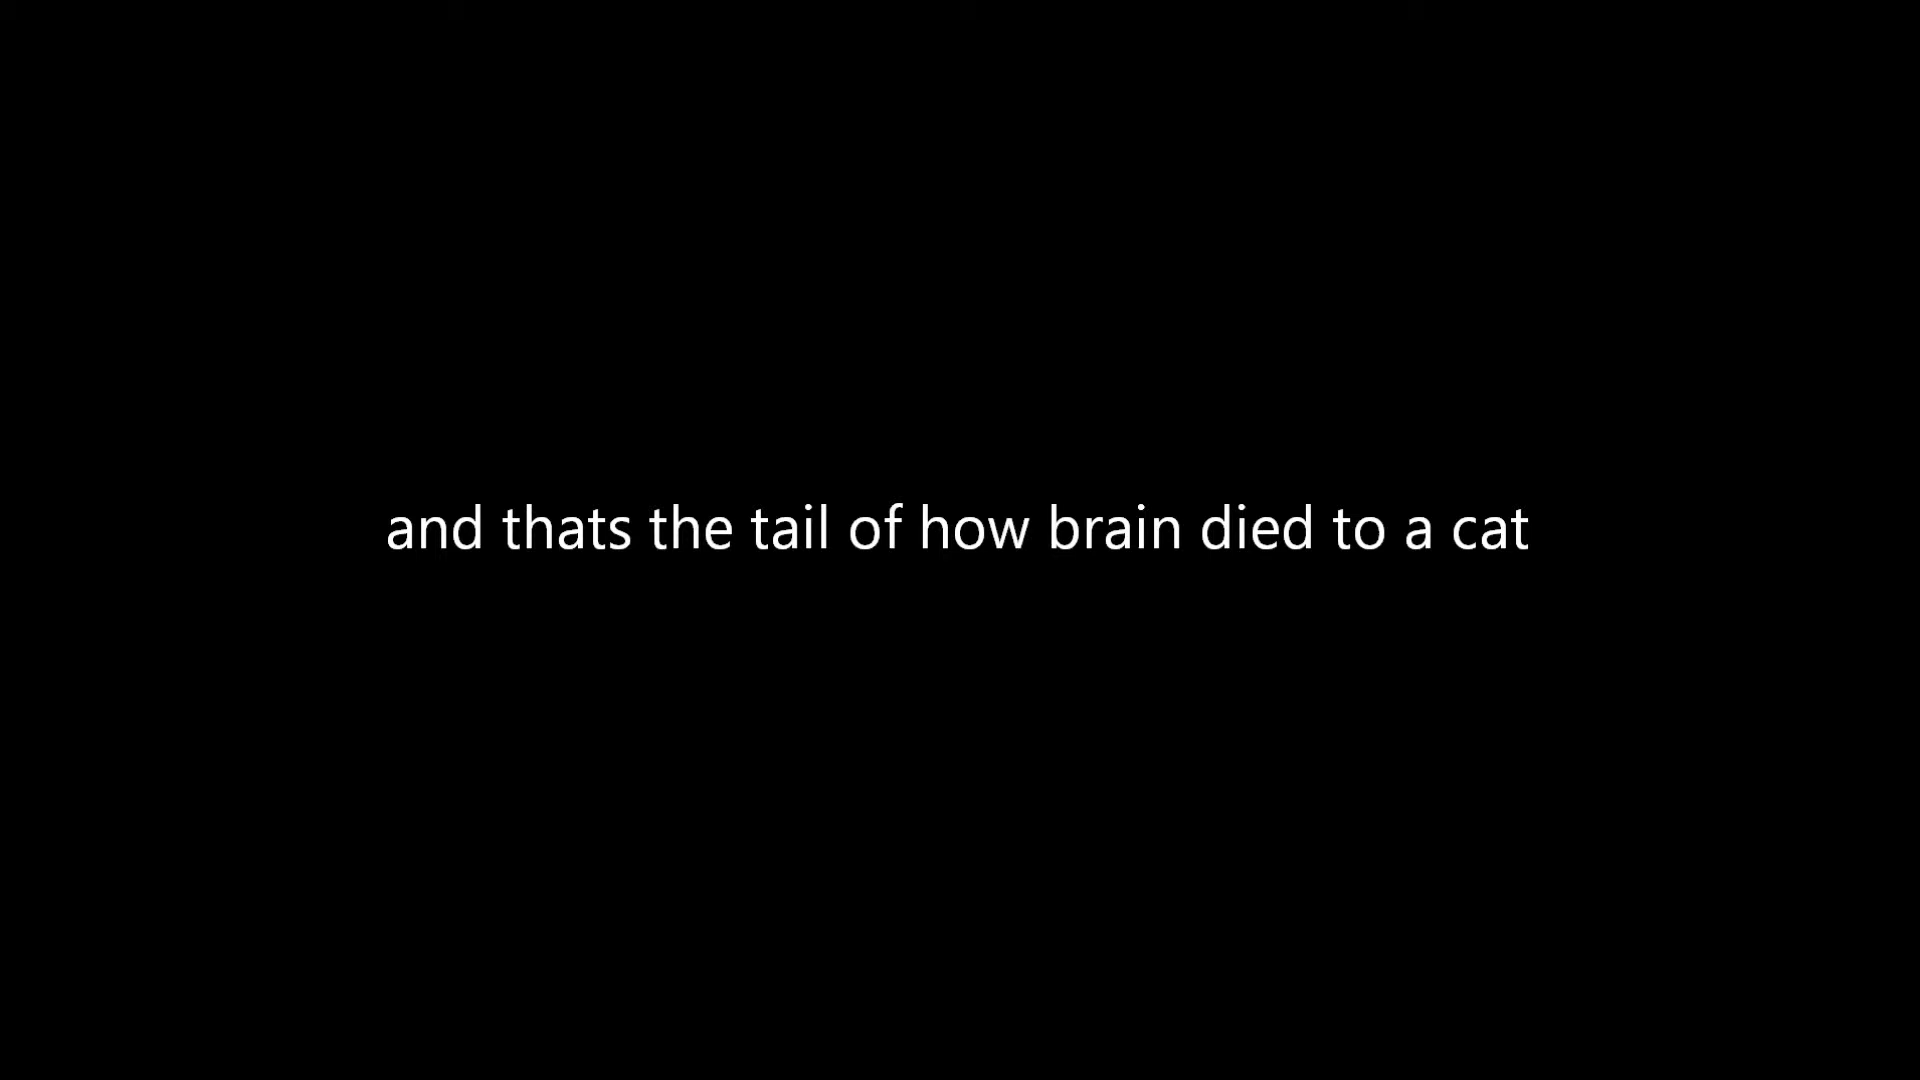 and thats the tail of how brain died to a cat